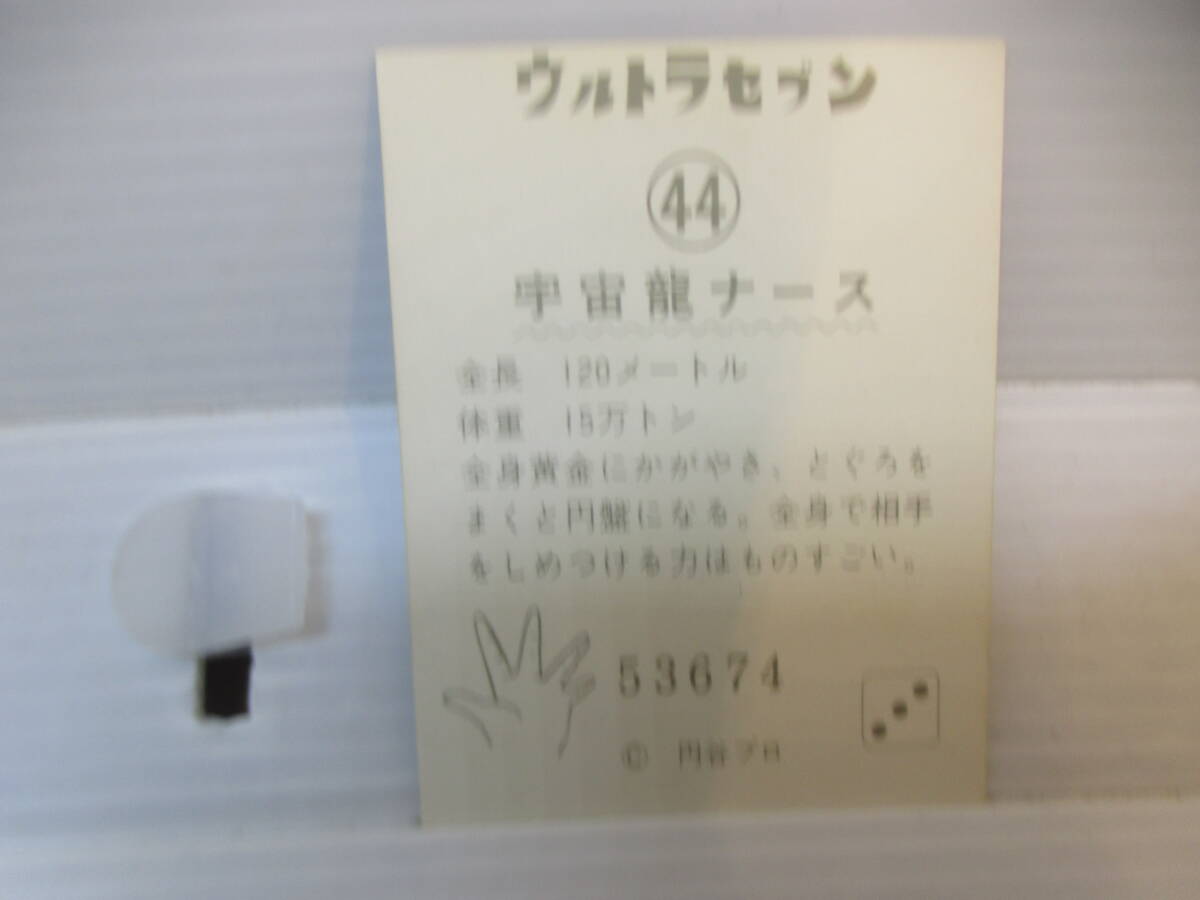 ウルトラセブン
44
宇宙龍ナース
全長 120メートル
体重 15万トン
全身黄金にかがやき、とぐろを
まくと円盤になる。全身で相手
をしめつける力はものすごい。
53674
© 円谷プロ